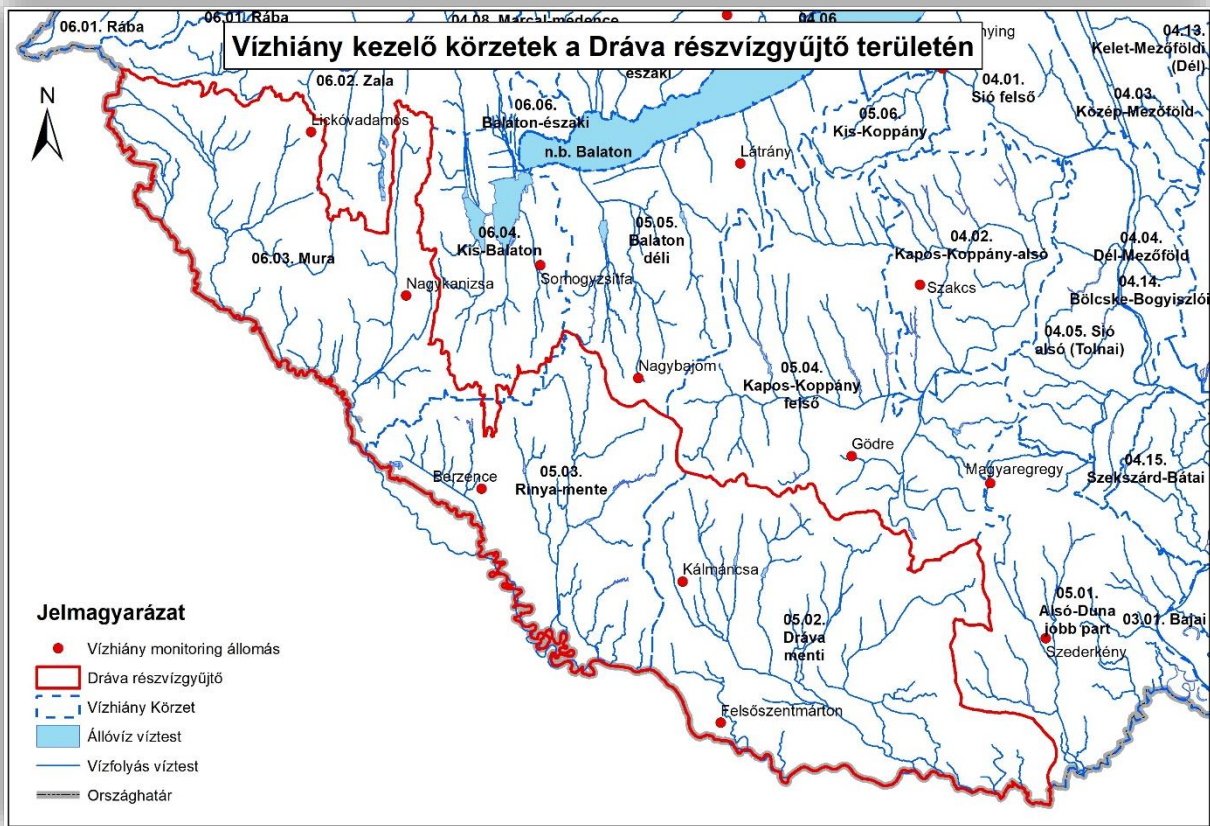 Vízhiány kezelő körzetek a Dráva részvízgyűjtő területén
06.01. Rába
06.01. Rába
04.08. Marcal-medence
04.06.
04.13.
Kelet-Mezőföldi
(Dél)
06.02. Zala
északi
04.01.
Sió felső
04.03.
Közép-Mezőföld
N
Lickóvadamos
06.06.
Balaton-északi
05.06.
Kis-Koppány
n.b. Balaton
Látrány
06.03. Mura
06.04.
Kis-Balaton
05.05.
Balaton
déli
04.02.
Kapos-Koppány-alsó
04.04.
Dél-Mezőföld
Nagykanizsa
Somogyzsitfa
Szakcs
04.14.
Bölcske-Bogyiszlói
04.05. Sió
alsó (Tolnai)
Nagybajom
05.04.
Kapos-Koppány
felső
Gödre
Berzence
05.03.
Rinya-mente
Magyaregregy
04.15.
Szekszárd-Bátai
Kálmáncsa
05.02.
Dráva
menti
05.01.
Alsó-Duna
jobb part
03.01. Bajai
Szederkény
Felsőszentmárton
Jelmagyarázat
Vízhiány monitoring állomás
Dráva részvízgyűjtő
Vízhiány Körzet
Állóvíz víztest
Vízfolyás víztest
Országhatár